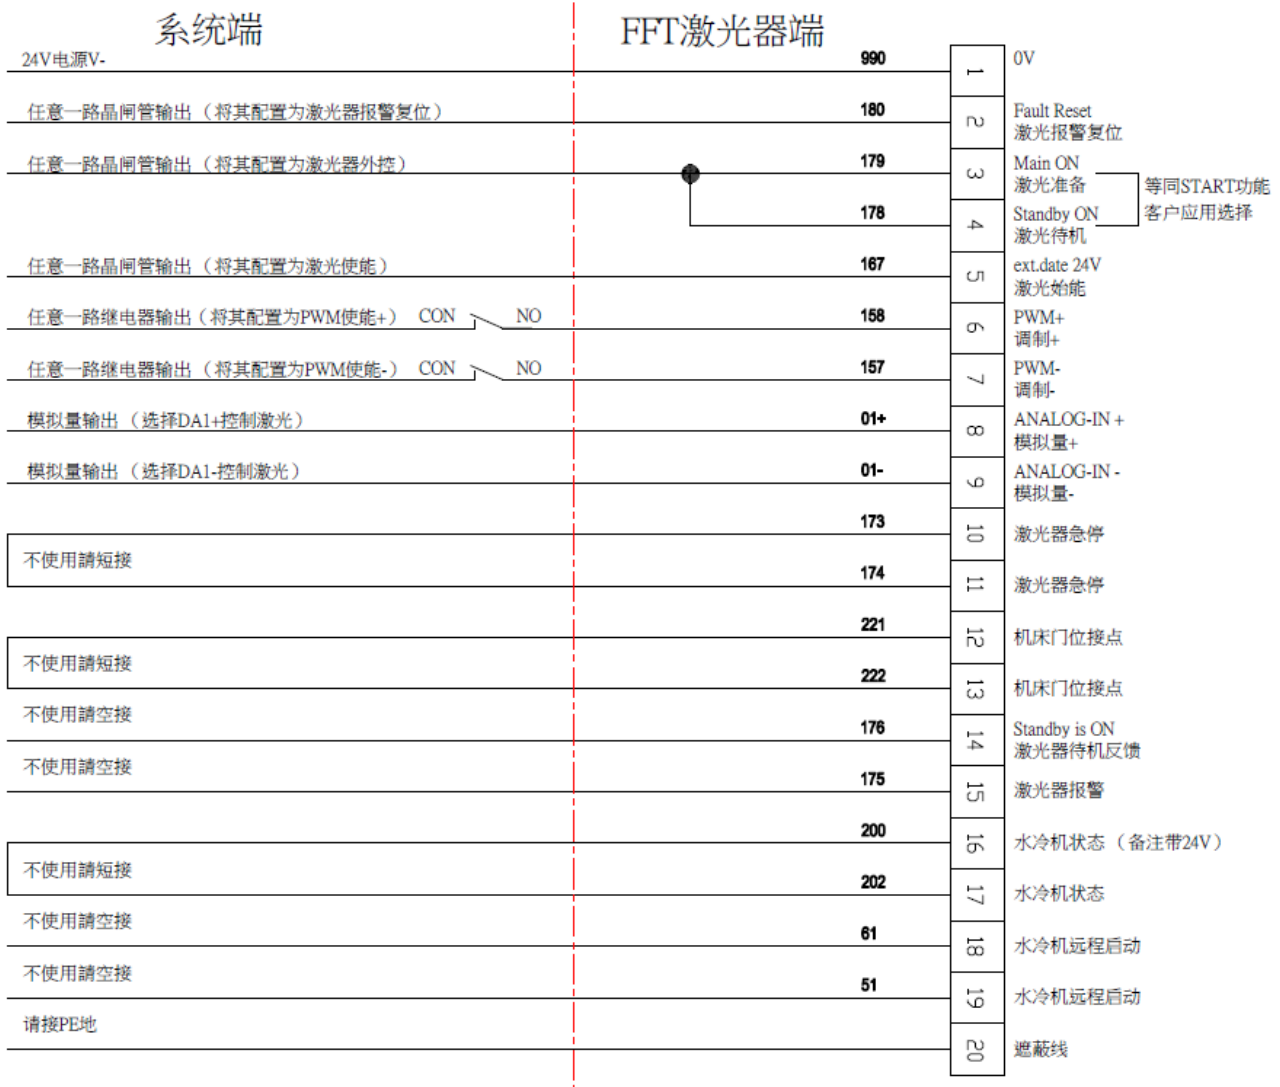 系统端
FFT激光器端
24V电源V-
990
1
0V
任意一路晶闸管输出（将其配置为激光器报警复位）
180
2
Fault Reset
激光报警复位
任意一路晶闸管输出（将其配置为激光器外控）
179
3
Main ON
激光准备
等同START功能
客户应用选择
178
4
Standby ON
激光待机
任意一路晶闸管输出（将其配置为激光使能）
167
5
ext.date 24V
激光始能
任意一路继电器输出（将其配置为PWM使能+） CON NO
158
6
PWM+
调制+
任意一路继电器输出（将其配置为PWM使能-） CON NO
157
7
PWM-
调制-
模拟量输出（选择DA1+控制激光）
01+
8
ANALOG-IN +
模拟量+
模拟量输出（选择DA1-控制激光）
01-
9
ANALOG-IN -
模拟量-
173
10
激光器急停
不使用請短接
174
11
激光器急停
221
12
机床门位接点
不使用請短接
222
13
机床门位接点
不使用請空接
176
14
Standby is ON
激光器待机反馈
不使用請空接
175
15
激光器报警
200
16
水冷机状态（备注带24V）
不使用請短接
202
17
水冷机状态
不使用請空接
61
18
水冷机远程启动
不使用請空接
51
19
水冷机远程启动
请接PE地
20
遮蔽线